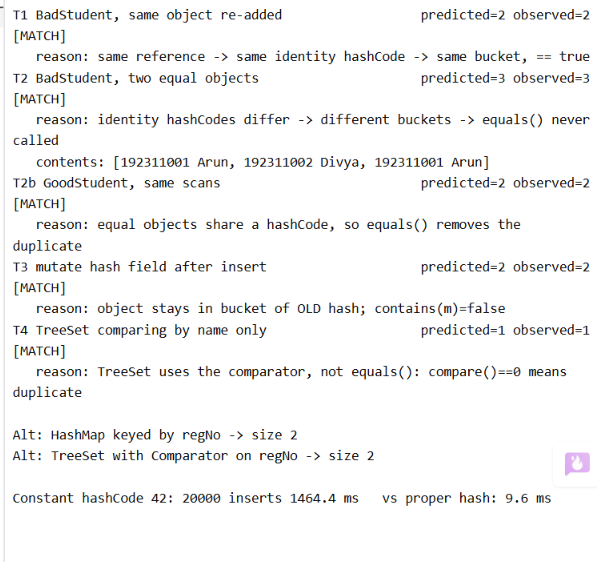 T1 BadStudent, same object re-added predicted=2 observed=2
[MATCH]
reason: same reference -> same identity hashCode -> same bucket, == true
T2 BadStudent, two equal objects predicted=3 observed=3
[MATCH]
reason: identity hashCodes differ -> different buckets -> equals() never
called
contents: [192311001 Arun, 192311002 Divya, 192311001 Arun]
T2b GoodStudent, same scans predicted=2 observed=2
[MATCH]
reason: equal objects share a hashCode, so equals() removes the
duplicate
T3 mutate hash field after insert predicted=2 observed=2
[MATCH]
reason: object stays in bucket of OLD hash; contains(m)=false
T4 TreeSet comparing by name only predicted=1 observed=1
[MATCH]
reason: TreeSet uses the comparator, not equals(): compare()==0 means
duplicate
Alt: HashMap keyed by regNo -> size 2
Alt: TreeSet with Comparator on regNo -> size 2
Constant hashCode 42: 20000 inserts 1464.4 ms vs proper hash: 9.6 ms